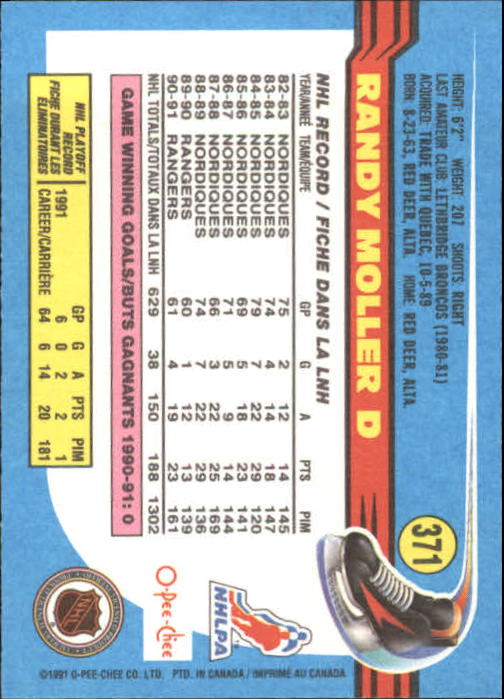 371
RANDY MOLLER D
HEIGHT: 6'2" WEIGHT: 207 SHOOTS: RIGHT
LAST AMATEUR CLUB: LETHBRIDGE BRONCOS (1980-81)
ACQUIRED: TRADE WITH QUEBEC, 10-5-89
BORN: 8-23-63, RED DEER, ALTA. HOME: RED DEER, ALTA.
NHL RECORD / FICHE DANS LA LNH
YEAR/ANNÉE TEAM/ÉQUIPE GP G A PTS PIM
82-83 NORDIQUES 75 2 12 14 145
83-84 NORDIQUES 74 4 14 18 147
84-85 NORDIQUES 79 7 22 29 120
85-86 NORDIQUES 69 5 18 23 141
86-87 NORDIQUES 71 5 9 14 144
87-88 NORDIQUES 66 3 22 25 169
88-89 NORDIQUES 74 7 22 29 136
89-90 RANGERS 60 1 12 13 139
90-91 RANGERS 61 4 19 23 161
NHL TOTALS/TOTAUX DANS LA LNH 629 38 150 188 1302
GAME WINNING GOALS/BUTS GAGNANTS 1990-91: 0
NHL PLAYOFF RECORD
FICHE DURANT LES ÉLIMINATOIRES
GP G A PTS PIM
1991 6 0 2 2 1
CAREER/CARRIÈRE 64 6 14 20 181
NHLPA
O-Pee-Chee
NHL
©1991 O-PEE-CHEE CO. LTD. PTD. IN CANADA / IMPRIMÉ AU CANADA